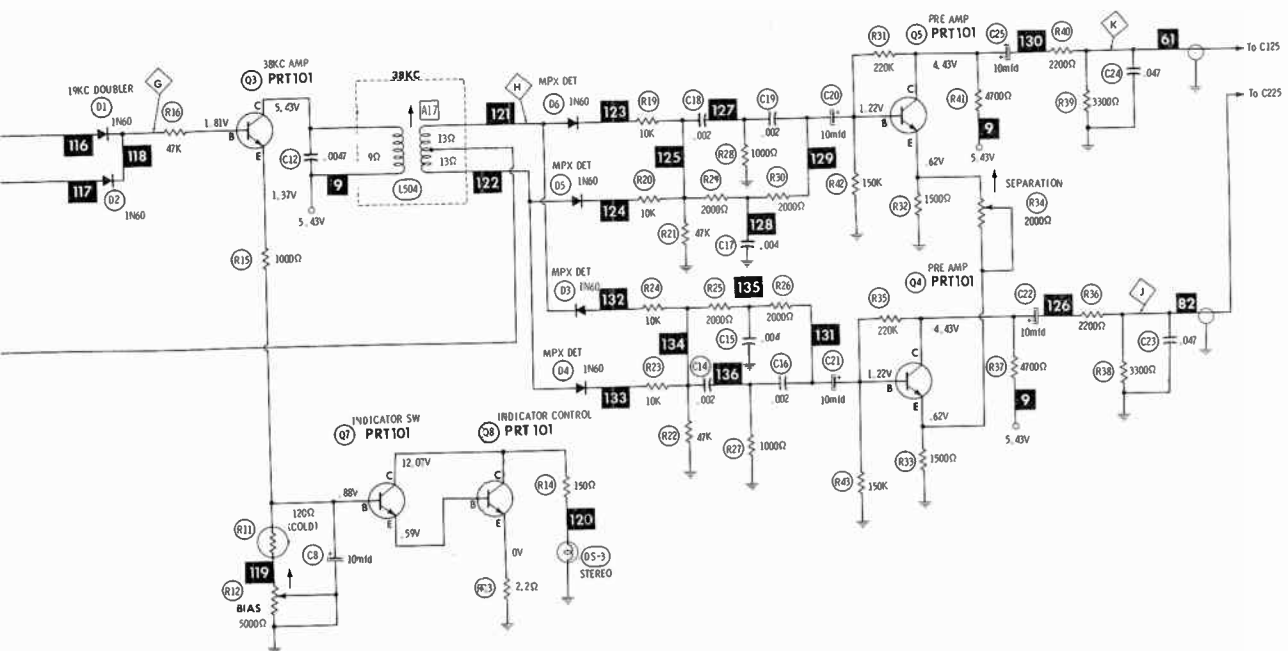 PRE AMP
Q5 PRT101
C25
130
R40
K
61
To C125
10mfd
2200Ω
C24
.047
R39
3300Ω
R31
220K
4.43V
R41
4700Ω
9
5.43V
To C225
38KC AMP
Q3 PRT101
C
5.43V
B
E
1.37V
19KC DOUBLER
D1
1N60
116
117
118
D2
1N60
G
R16
47K
1.81V
C12
.0047
9
5.43V
38KC
A17
9Ω
13Ω
13Ω
L504
121
122
H
MPX DET
D6 1N60
123
R19
10K
C18
.002
127
C19
.002
C20
10mfd
1.22V
B
C
E
.62V
125
R28
1000Ω
129
MPX DET
D5 1N60
124
R20
10K
R29
2000Ω
R30
2000Ω
R42
150K
R32
1500Ω
SEPARATION
R34
2000Ω
R21
47K
128
C17
.004
R15
1000Ω
MPX DET
D3 1N60
132
R24
10K
R25
2000Ω
135
R26
2000Ω
C15
.004
131
134
MPX DET
D4 1N60
133
R23
10K
C14
.002
136
C16
.002
C21
10mfd
R22
47K
R27
1000Ω
PRE AMP
Q4 PRT101
R35
220K
4.43V
C
1.22V
B
E
.62V
C22
10mfd
126
R36
2200Ω
J
82
C23
.047
R37
4700Ω
R38
3300Ω
9
5.43V
R43
150K
R33
1500Ω
INDICATOR SW
Q7 PRT101
INDICATOR CONTROL
Q8 PRT 101
12.07V
C
C
.88V
B
B
E
E
.59V
0V
R14
150Ω
120
DS-3
STEREO
2.2Ω
120Ω
(COLD)
R11
C8
10mfd
119
R12
BIAS
5000Ω